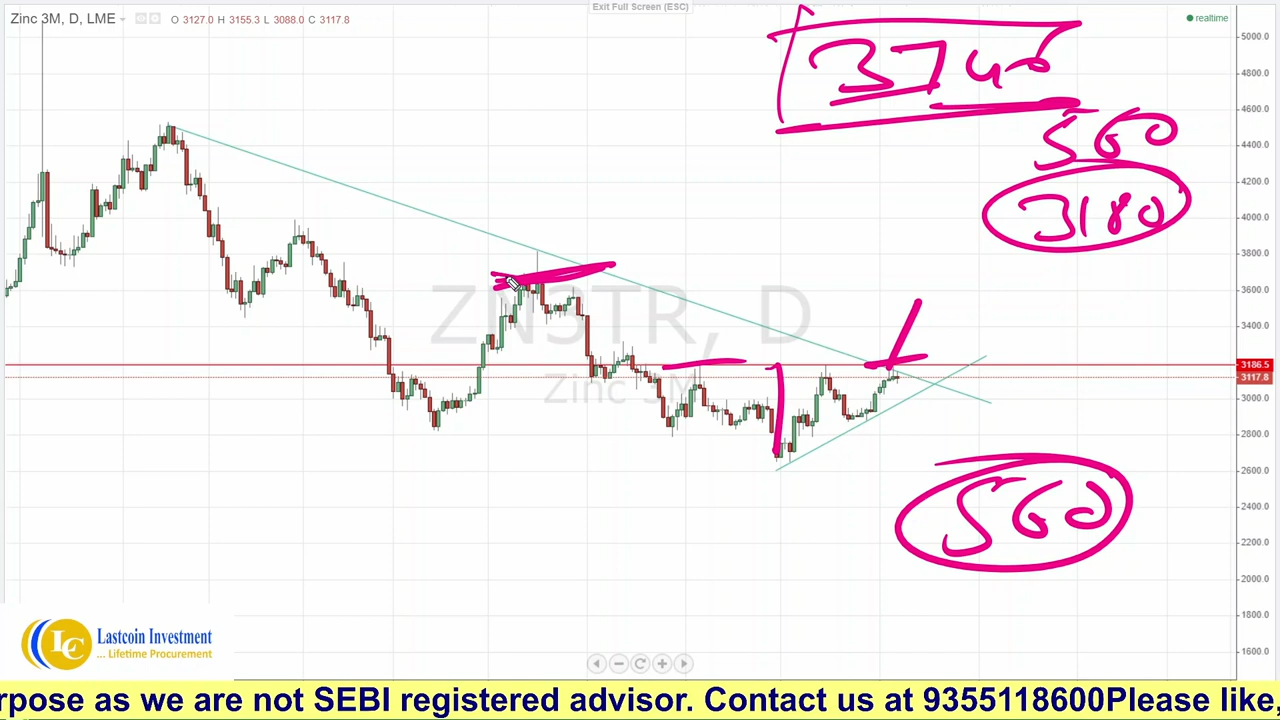 Exit Full Screen (ESC)
Zinc 3M, D, LME
O 3127.0 H 3155.3 L 3088.0 C 3117.8
realtime
3740
560
3180
ZN3TR, D
Zinc 3M
560
5000.0
4800.0
4600.0
4400.0
4200.0
4000.0
3800.0
3600.0
3400.0
3186.5
3117.8
3000.0
2800.0
2600.0
2400.0
2200.0
2000.0
1800.0
1600.0
LC
Lastcoin Investment
... Lifetime Procurement
rpose as we are not SEBI registered advisor. Contact us at 9355118600Please like,